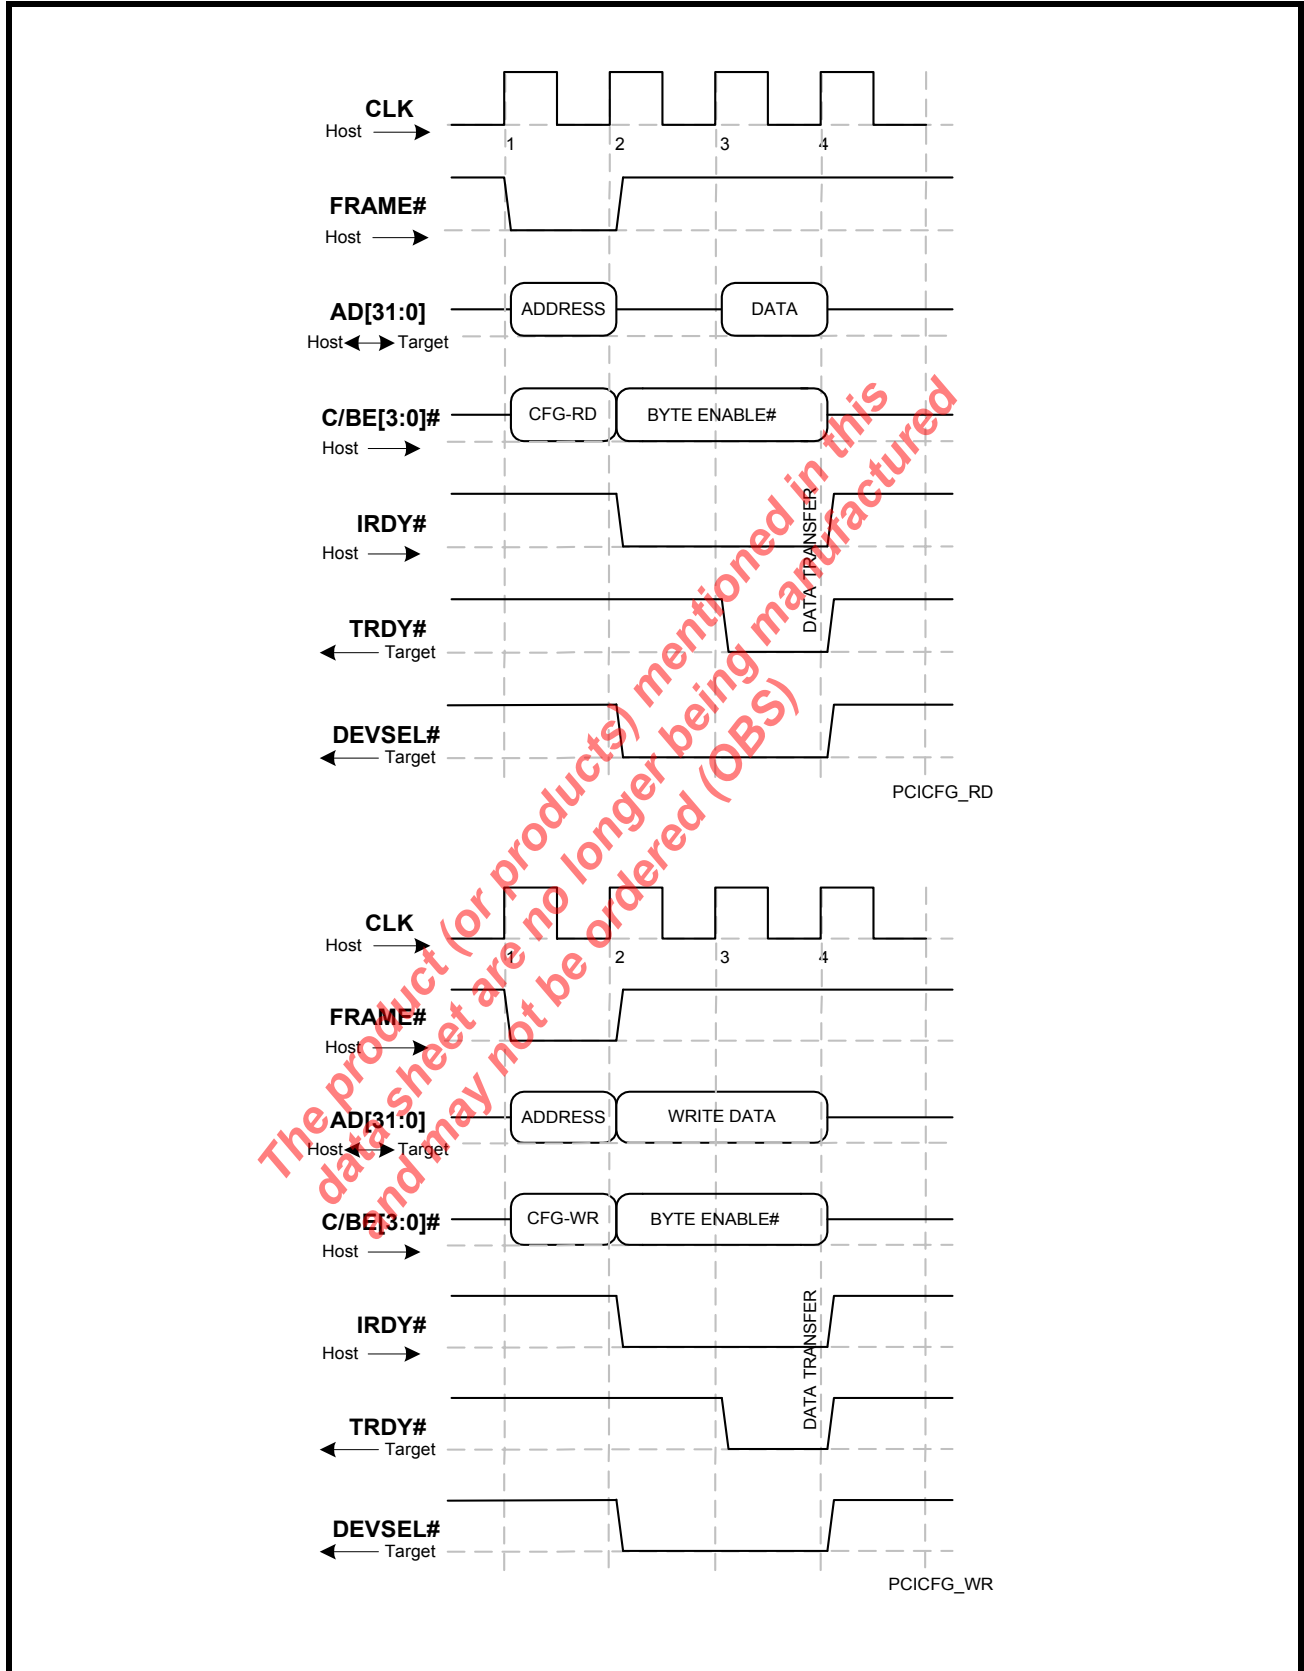 CLK
Host
1 2 3 4
FRAME#
Host
AD[31:0]
ADDRESS DATA
Host Target
C/BE[3:0]#
CFG-RD BYTE ENABLE#
Host
IRDY#
Host
DATA TRANSFER
TRDY#
Target
DEVSEL#
Target
PCICFG_RD
CLK
Host
1 2 3 4
FRAME#
Host
AD[31:0]
ADDRESS WRITE DATA
Host Target
C/BE[3:0]#
CFG-WR BYTE ENABLE#
Host
IRDY#
Host
DATA TRANSFER
TRDY#
Target
DEVSEL#
Target
PCICFG_WR
The product (or products) mentioned in this
data sheet are no longer being manufactured
and may not be ordered (OBS)